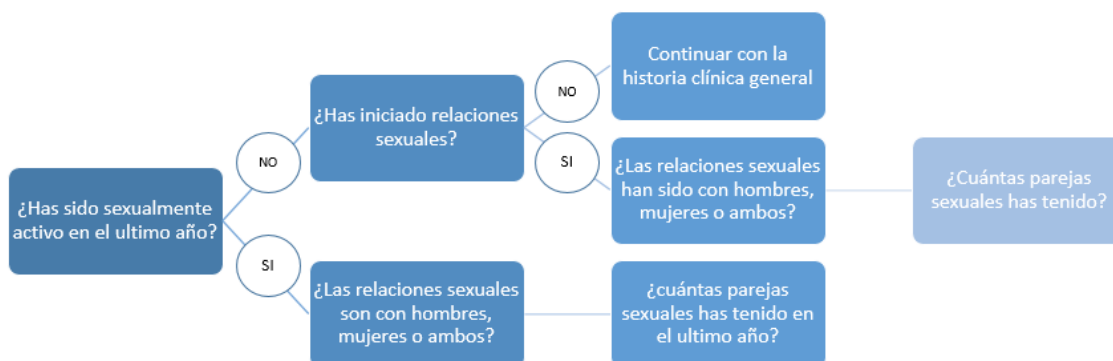 ¿Has sido sexualmente
activo en el ultimo año?
NO
¿Has iniciado relaciones
sexuales?
NO
Continuar con la
historia clínica general
SI
¿Las relaciones sexuales
han sido con hombres,
mujeres o ambos?
¿Cuántas parejas
sexuales has tenido?
SI
¿Las relaciones sexuales
son con hombres,
mujeres o ambos?
¿cuántas parejas
sexuales has tenido en
el ultimo año?